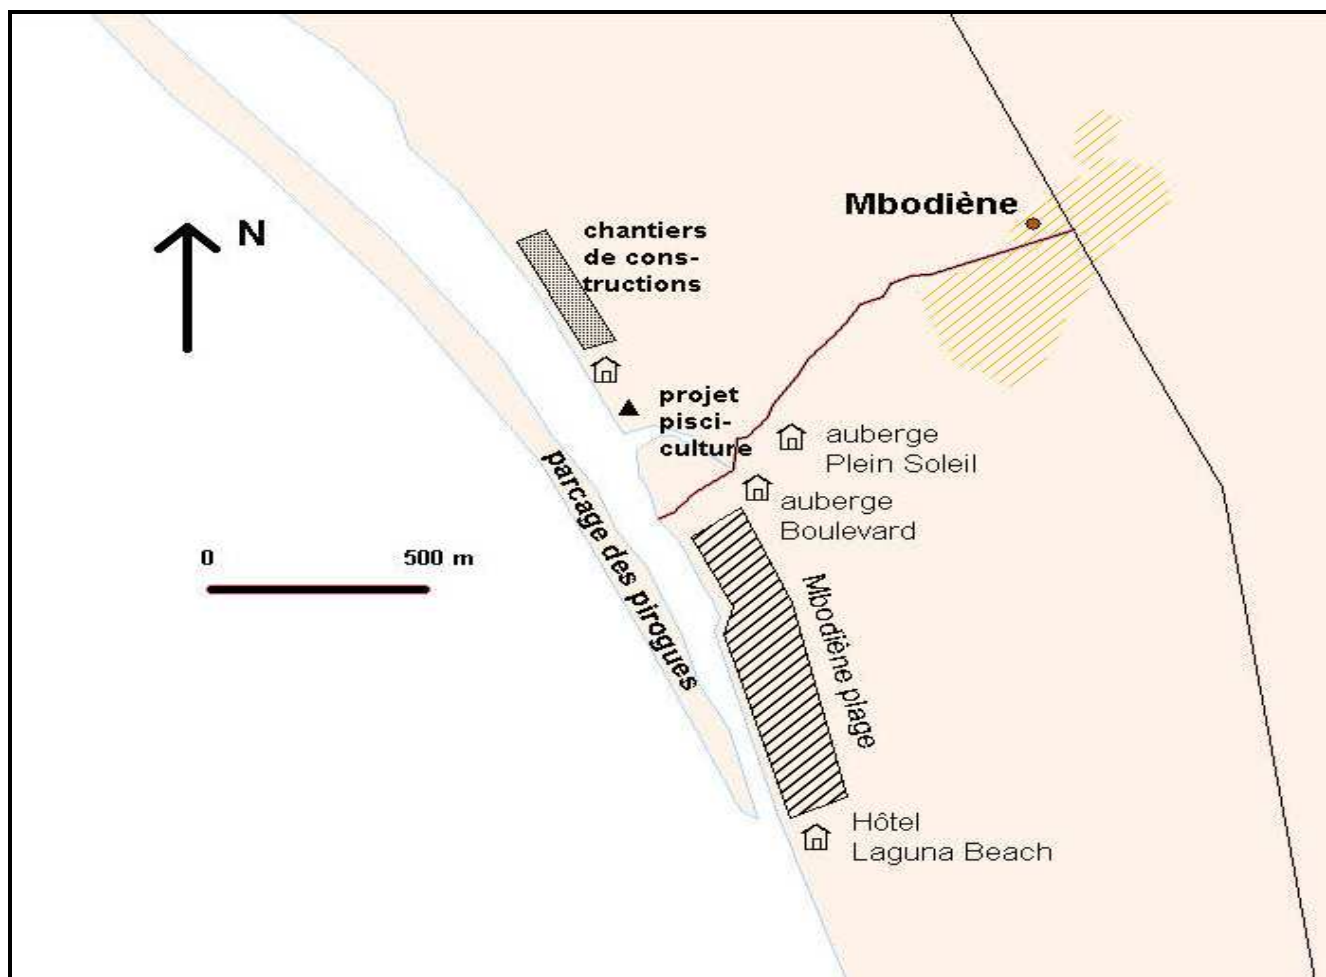 Mbodiène
N
chantiers
de cons-
tructions
projet
pisci-
culture
auberge
Plein Soleil
auberge
Boulevard
parcage des pirogues
0 500 m
Mbodiène plage
Hôtel
Laguna Beach